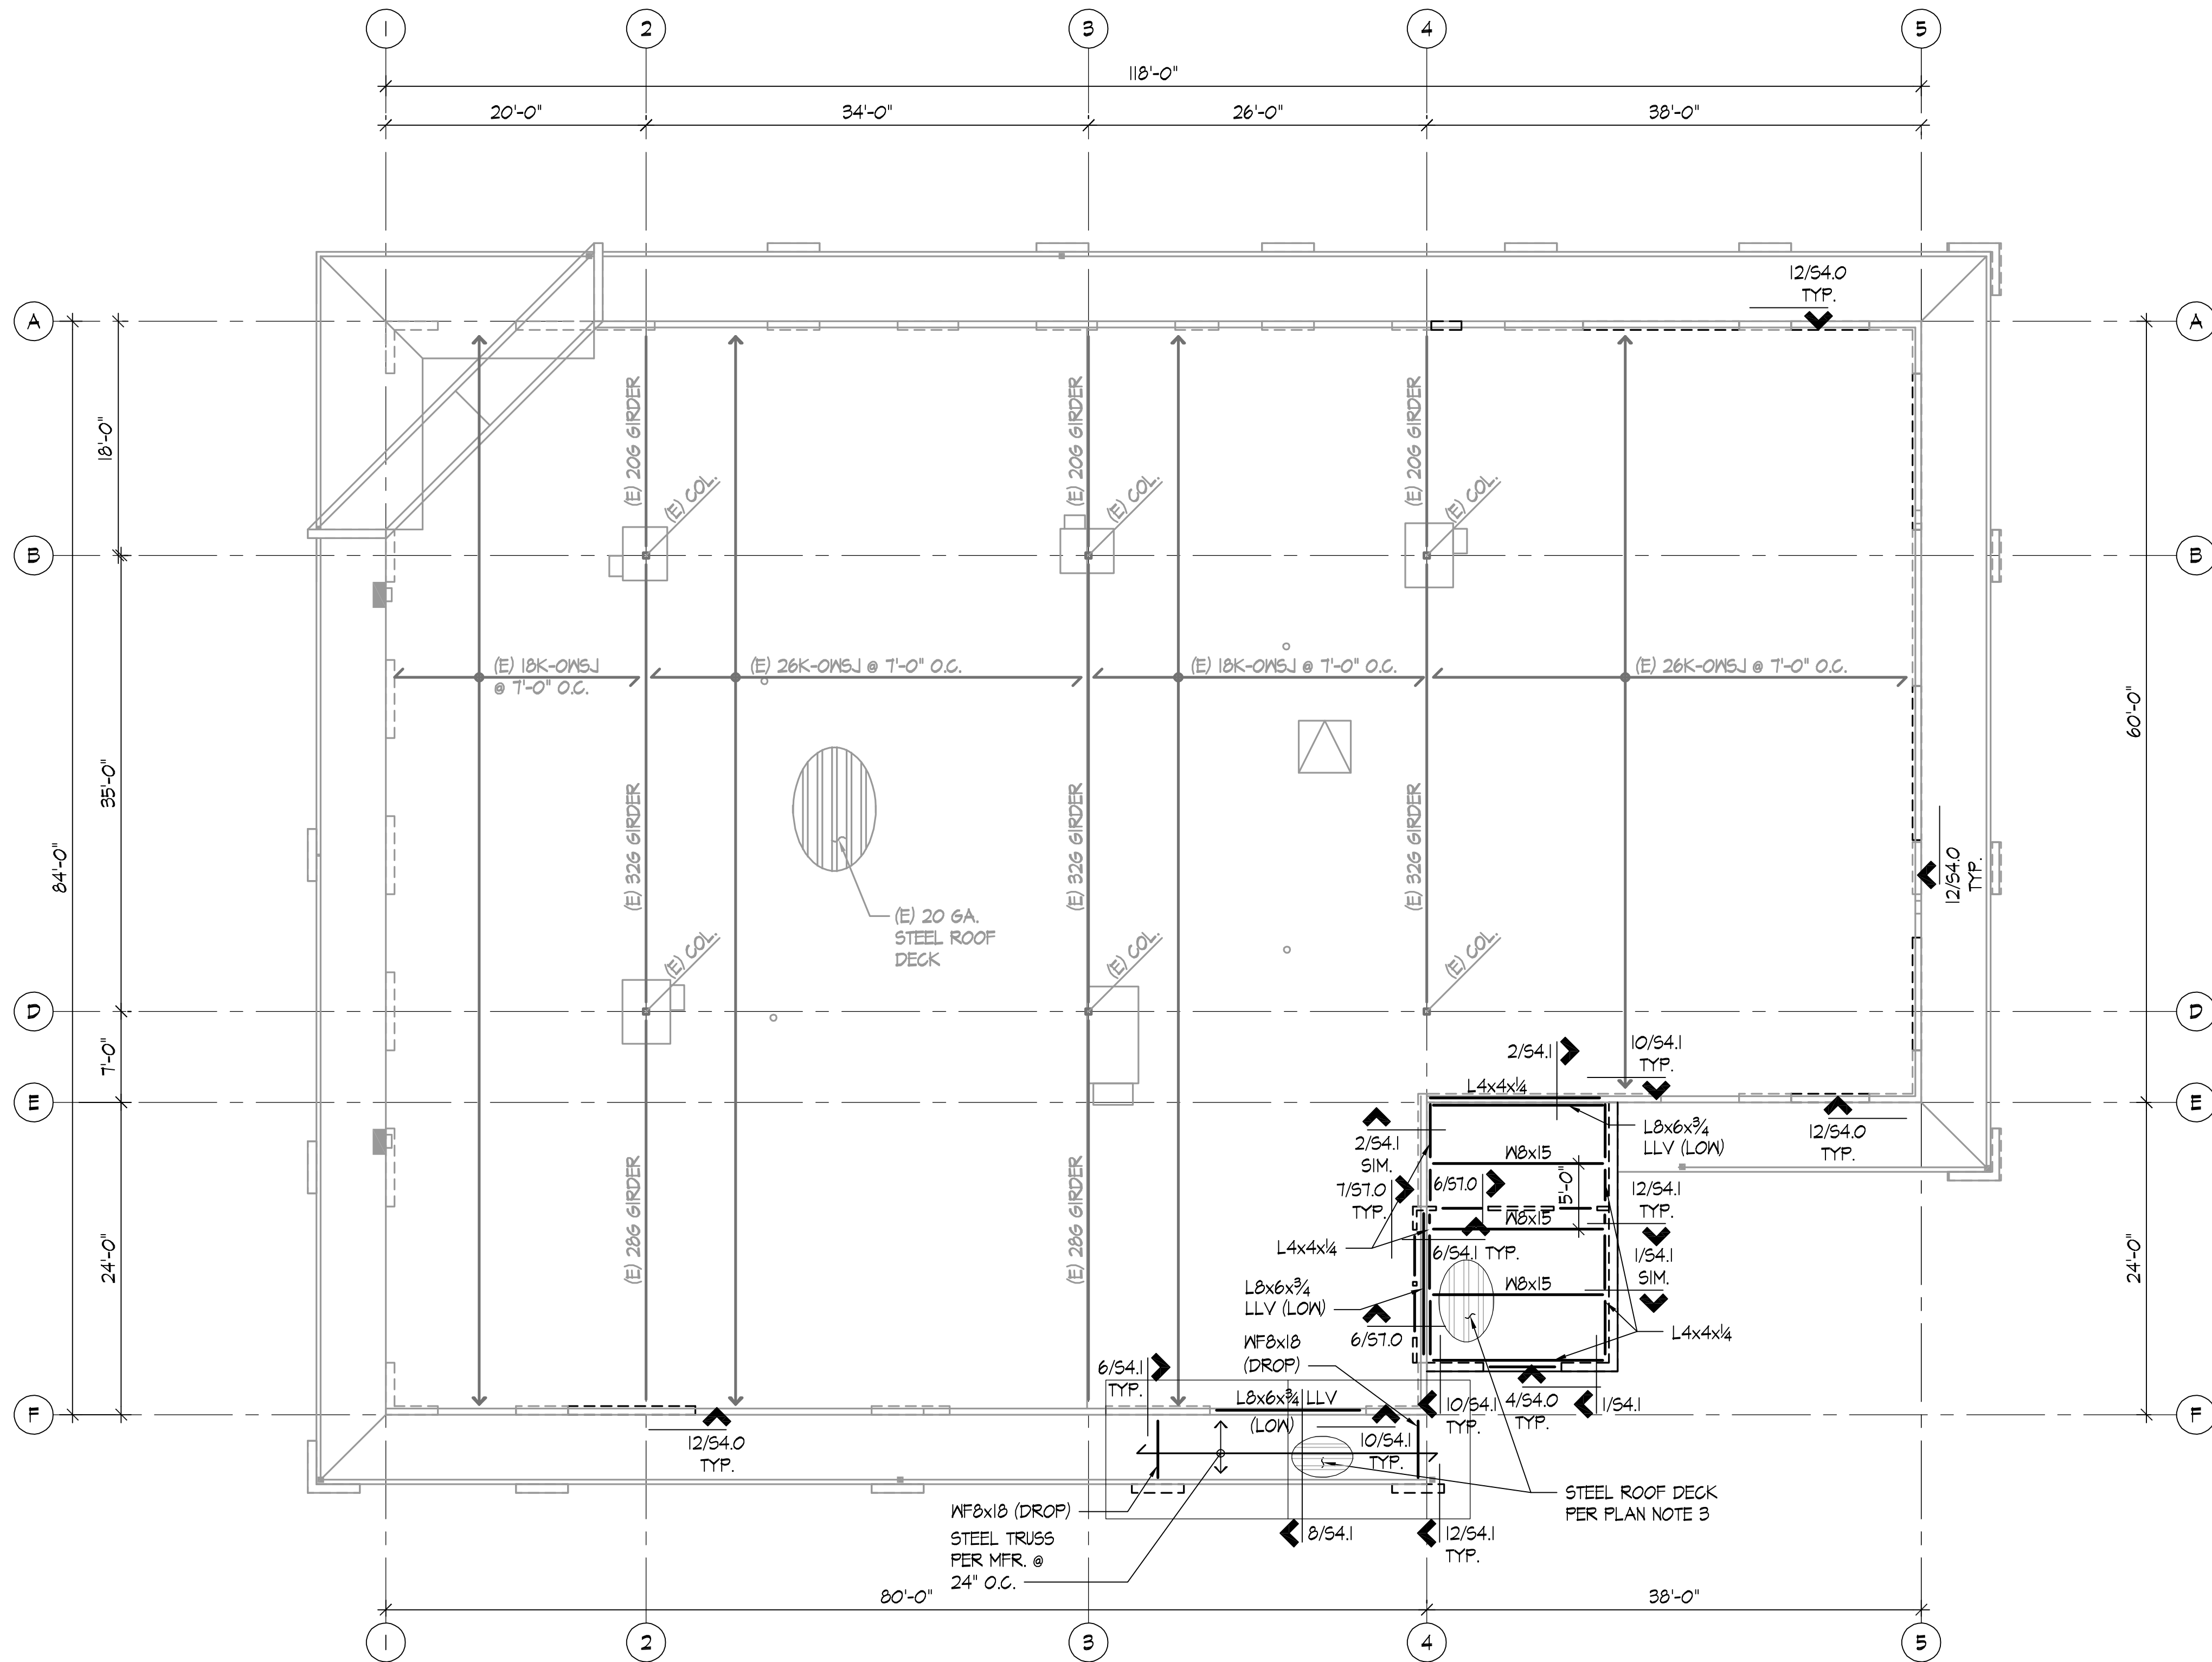 1
2
3
4
5
118'-0"
20'-0"
34'-0"
26'-0"
38'-0"
12/S4.0
TYP.
A
A
18'-0"
(E) 20G GIRDER
(E) 20G GIRDER
(E) 20G GIRDER
(E) COL.
(E) COL.
(E) COL.
B
B
(E) 18K-OWSJ
@ 7'-0" O.C.
(E) 26K-OWSJ @ 7'-0" O.C.
(E) 18K-OWSJ @ 7'-0" O.C.
(E) 26K-OWSJ @ 7'-0" O.C.
60'-0"
35'-0"
84'-0"
(E) 32G GIRDER
(E) 32G GIRDER
(E) 32G GIRDER
12/S4.0
TYP.
(E) 20 GA.
STEEL ROOF
DECK
(E) COL.
(E) COL.
(E) COL.
D
D
7'-0"
2/S4.1
10/S4.1
TYP.
L4x4x¼
E
E
L8x6x¾
LLV (LOW)
12/S4.0
TYP.
2/S4.1
SIM.
W8x15
7/S7.0
TYP.
6/S7.0
5'-0"
12/S4.1
TYP.
W8x15
L4x4x¼
6/S4.1 TYP.
1/S4.1
SIM.
24'-0"
(E) 28G GIRDER
(E) 28G GIRDER
24'-0"
W8x15
L8x6x¾
LLV (LOW)
6/S7.0
L4x4x¼
WF8x18
(DROP)
6/S4.1
TYP.
L8x6x¾ LLV
(LOW)
10/S4.1
TYP.
4/S4.0
TYP.
1/S4.1
F
F
12/S4.0
TYP.
10/S4.1
TYP.
STEEL ROOF DECK
PER PLAN NOTE 3
WF8x18 (DROP)
STEEL TRUSS
PER MFR. @
24" O.C.
8/S4.1
12/S4.1
TYP.
80'-0"
38'-0"
1
2
3
4
5